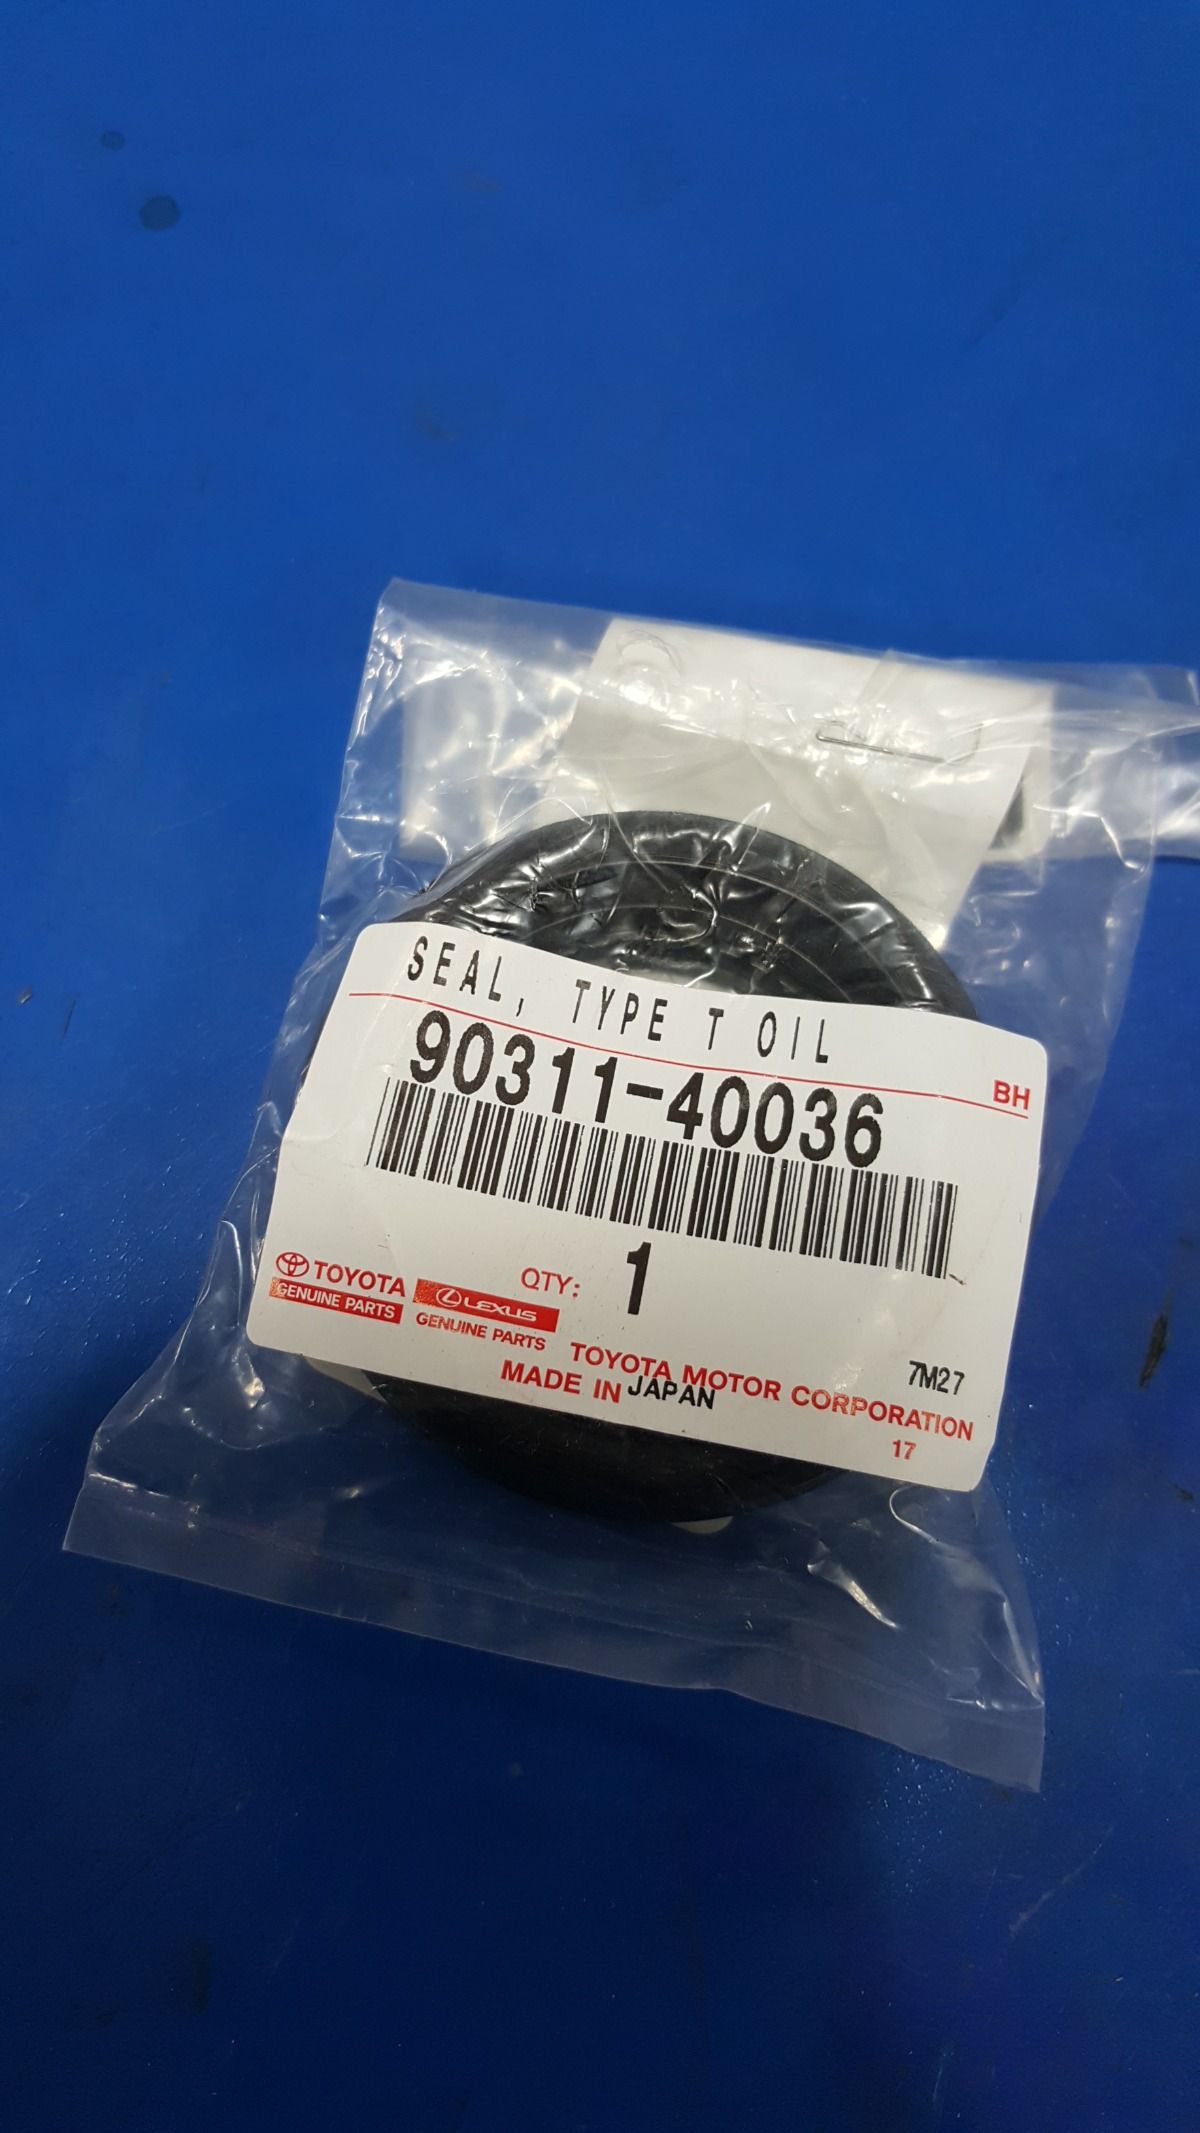 SEAL, TYPE T OIL
BH
90311-40036
QTY: 1
TOYOTA
GENUINE PARTS
LEXUS
GENUINE PARTS
7M27
TOYOTA MOTOR CORPORATION
MADE IN JAPAN
17